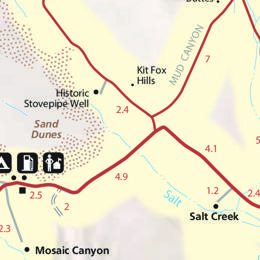 Buttes
Kit Fox
Hills
MUD CANYON
7
Historic
Stovepipe Well
2.4
Sand
Dunes
5
4.1
4.9
2.5
2
Salt
1.2
2.4
Salt Creek
2.3
Mosaic Canyon